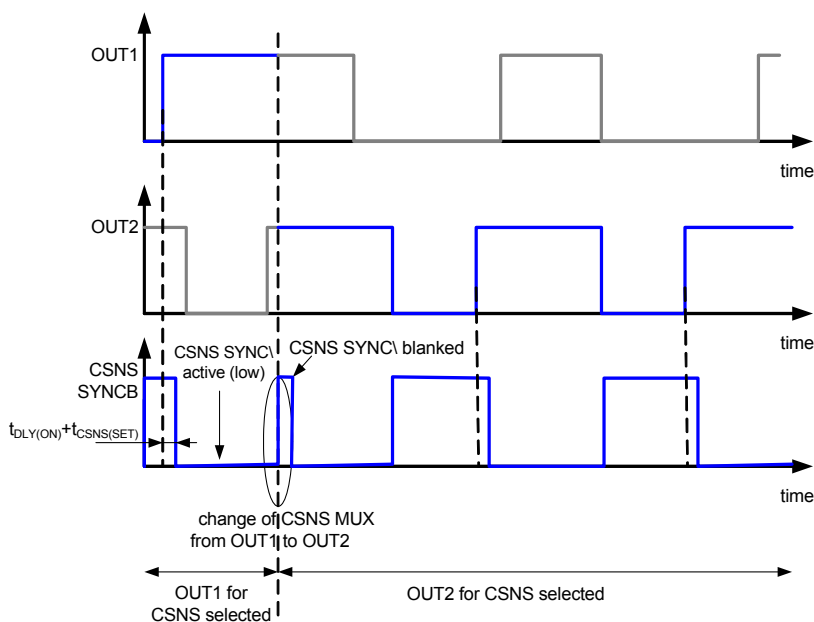 OUT1
time
OUT2
time
CSNS SYNC\
active (low)
CSNS SYNC\ blanked
CSNS
SYNCB
tDLY(ON)+tCSNS(SET)
time
change of CSNS MUX
from OUT1 to OUT2
OUT1 for
CSNS selected
OUT2 for CSNS selected